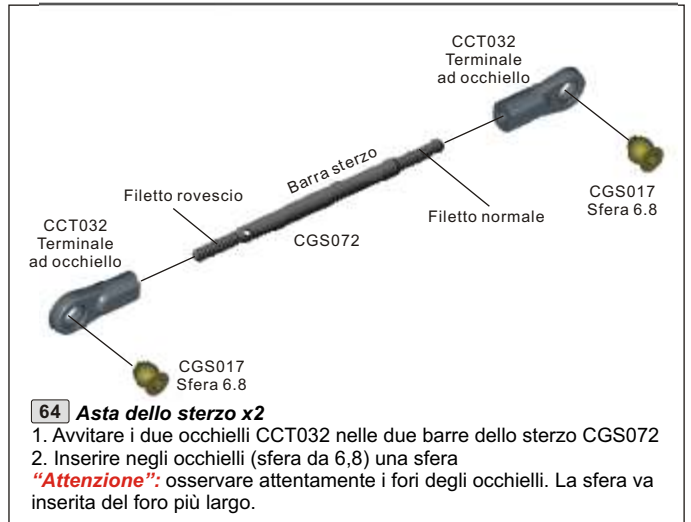 CCT032
Terminale
ad occhiello
Barra sterzo
CGS017
Sfera 6.8
Filetto rovescio
Filetto normale
CCT032
Terminale
ad occhiello
CGS072
CGS017
Sfera 6.8
64 Asta dello sterzo x2
1. Avvitare i due occhielli CCT032 nelle due barre dello sterzo CGS072
2. Inserire negli occhielli (sfera da 6,8) una sfera
“Attenzione”: osservare attentamente i fori degli occhielli. La sfera va
inserita del foro più largo.